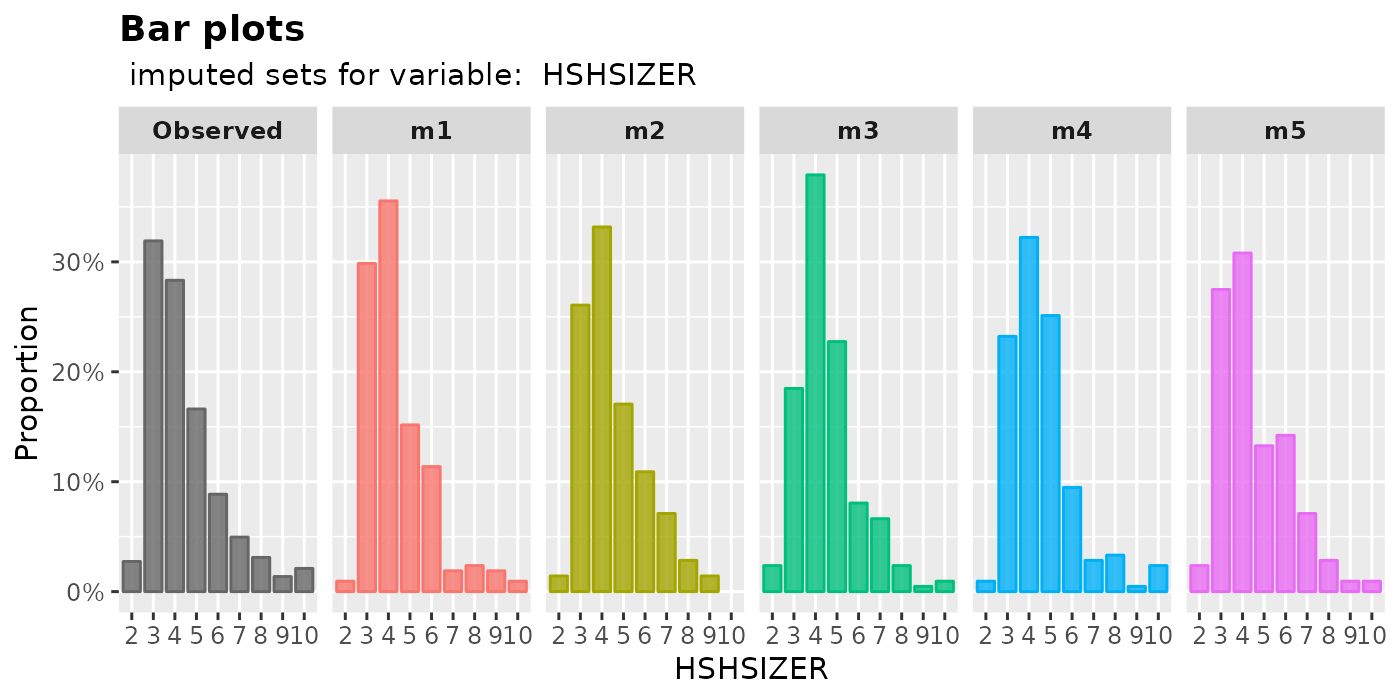 Bar plots
imputed sets for variable:  HSHSIZER
Observed m1 m2 m3 m4 m5
Proportion
30%
20%
10%
0%
2 3 4 5 6 7 8 9 10 2 3 4 5 6 7 8 9 10 2 3 4 5 6 7 8 9 10 2 3 4 5 6 7 8 9 10 2 3 4 5 6 7 8 9 10 2 3 4 5 6 7 8 9 10
HSHSIZER